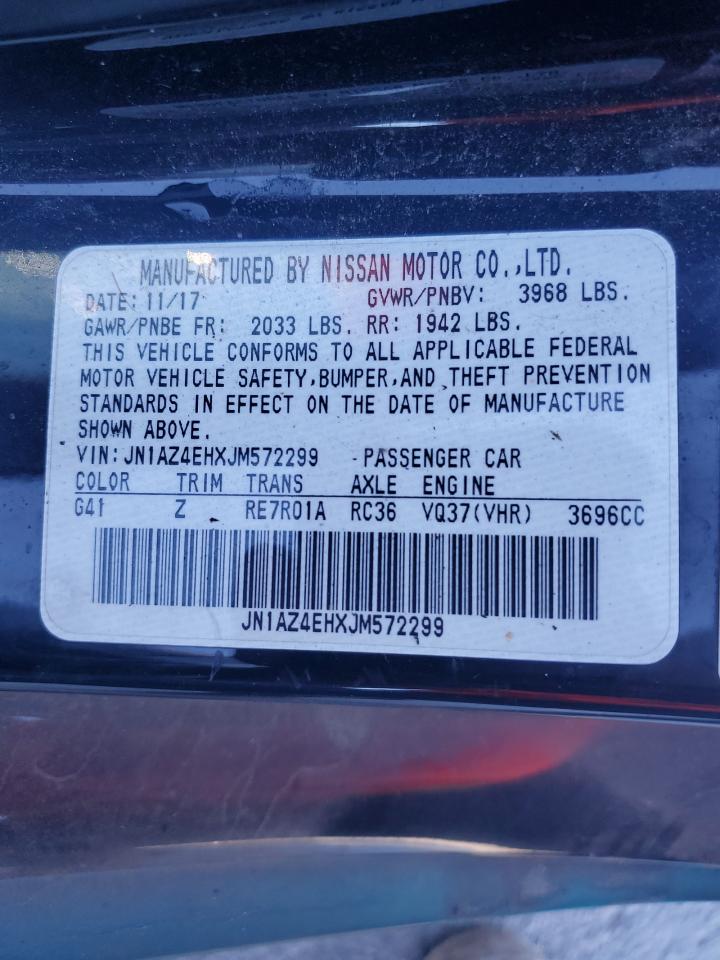 MANUFACTURED BY NISSAN MOTOR CO.,LTD.
DATE: 11/17 GVWR/PNBV: 3968 LBS.
GAWR/PNBE FR: 2033 LBS. RR: 1942 LBS.
THIS VEHICLE CONFORMS TO ALL APPLICABLE FEDERAL
MOTOR VEHICLE SAFETY,BUMPER,AND THEFT PREVENTION
STANDARDS IN EFFECT ON THE DATE OF MANUFACTURE
SHOWN ABOVE.
VIN:JN1AZ4EHXJM572299 PASSENGER CAR
COLOR TRIM TRANS AXLE ENGINE
G41 Z RE7R01A RC36 VQ37(VHR) 3696CC
JN1AZ4EHXJM572299